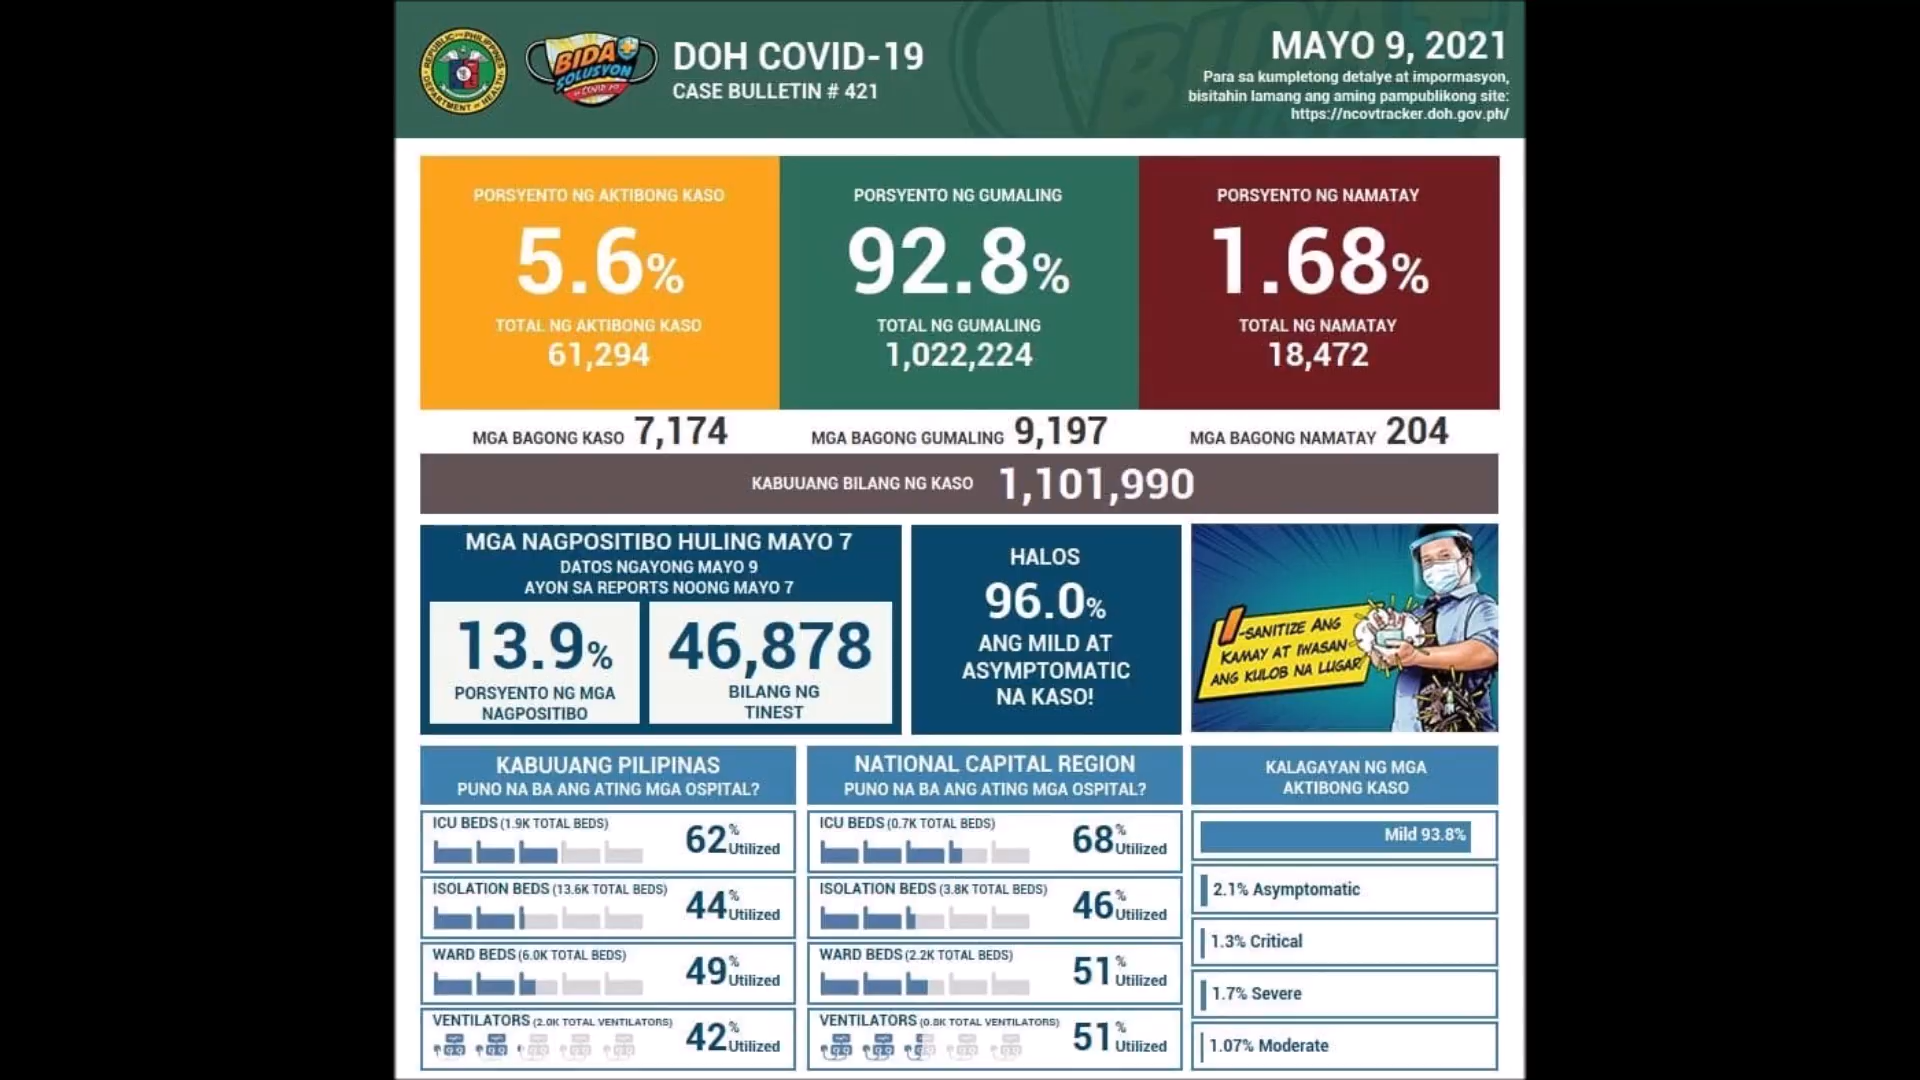 REPUBLIC OF THE PHILIPPINES
DEPARTMENT OF HEALTH
BIDA
SOLUSYON
DOH COVID-19
CASE BULLETIN # 421
MAYO 9, 2021
Para sa kumpletong detalye at impormasyon,
bisitahin lamang ang aming pampublikong site:
https://ncovtracker.doh.gov.ph/
PORSYENTO NG AKTIBONG KASO
5.6%
TOTAL NG AKTIBONG KASO
61,294
PORSYENTO NG GUMALING
92.8%
TOTAL NG GUMALING
1,022,224
PORSYENTO NG NAMATAY
1.68%
TOTAL NG NAMATAY
18,472
MGA BAGONG KASO 7,174
MGA BAGONG GUMALING 9,197
MGA BAGONG NAMATAY 204
KABUUANG BILANG NG KASO 1,101,990
MGA NAGPOSITIBO HULING MAYO 7
DATOS NGAYONG MAYO 9
AYON SA REPORTS NOONG MAYO 7
13.9%
PORSYENTO NG MGA
NAGPOSITIBO
46,878
BILANG NG
TINEST
HALOS
96.0%
ANG MILD AT
ASYMPTOMATIC
NA KASO!
I-SANITIZE ANG
KAMAY AT IWASAN
ANG KULOB NA LUGAR
KABUUANG PILIPINAS
PUNO NA BA ANG ATING MGA OSPITAL?
ICU BEDS (1.9K TOTAL BEDS)
62% Utilized
ISOLATION BEDS (13.6K TOTAL BEDS)
44% Utilized
WARD BEDS (6.0K TOTAL BEDS)
49% Utilized
VENTILATORS (2.0K TOTAL VENTILATORS)
42% Utilized
NATIONAL CAPITAL REGION
PUNO NA BA ANG ATING MGA OSPITAL?
ICU BEDS (0.7K TOTAL BEDS)
68% Utilized
ISOLATION BEDS (3.8K TOTAL BEDS)
46% Utilized
WARD BEDS (2.2K TOTAL BEDS)
51% Utilized
VENTILATORS (0.8K TOTAL VENTILATORS)
51% Utilized
KALAGAYAN NG MGA
AKTIBONG KASO
Mild 93.8%
2.1% Asymptomatic
1.3% Critical
1.7% Severe
1.07% Moderate